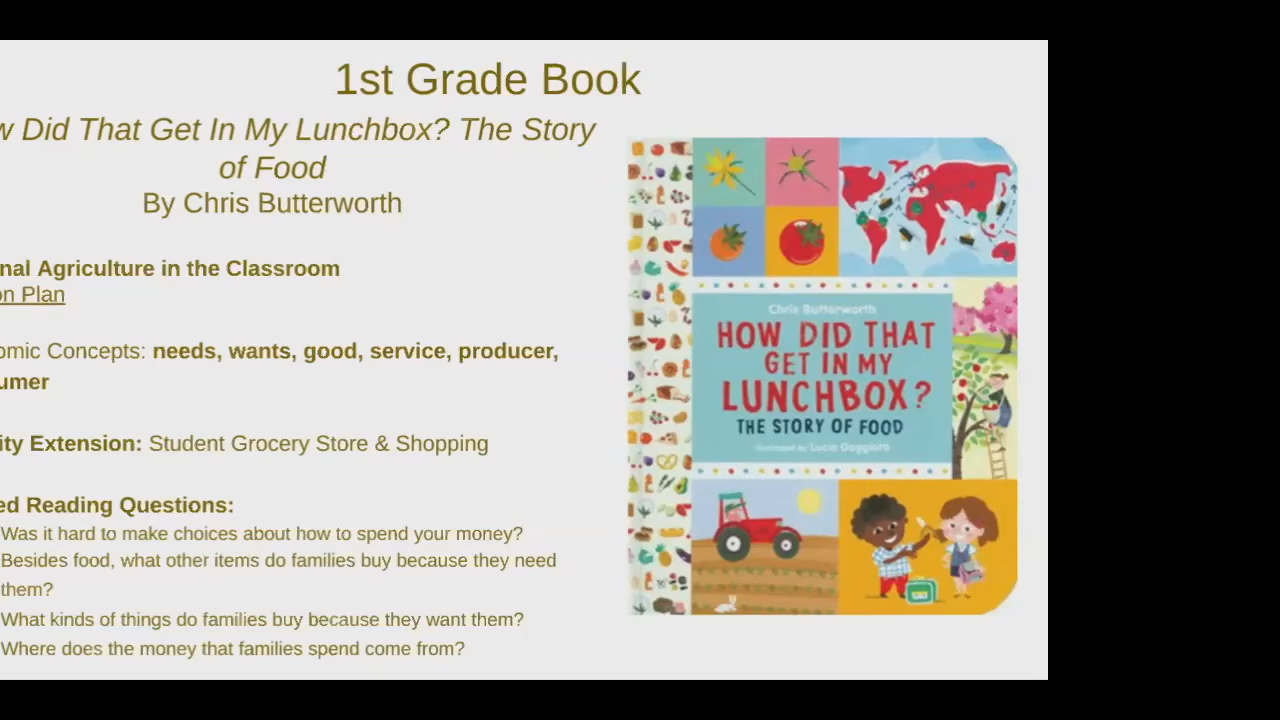 1st Grade Book
w Did That Get In My Lunchbox? The Story
of Food
By Chris Butterworth
nal Agriculture in the Classroom
on Plan
omic Concepts: needs, wants, good, service, producer,
umer
ity Extension: Student Grocery Store & Shopping
ed Reading Questions:
Was it hard to make choices about how to spend your money?
Besides food, what other items do families buy because they need
them?
What kinds of things do families buy because they want them?
Where does the money that families spend come from?
Chris Butterworth
HOW DID THAT
GET IN MY
LUNCHBOX?
THE STORY OF FOOD
illustrated by Lucia Gaggiotti